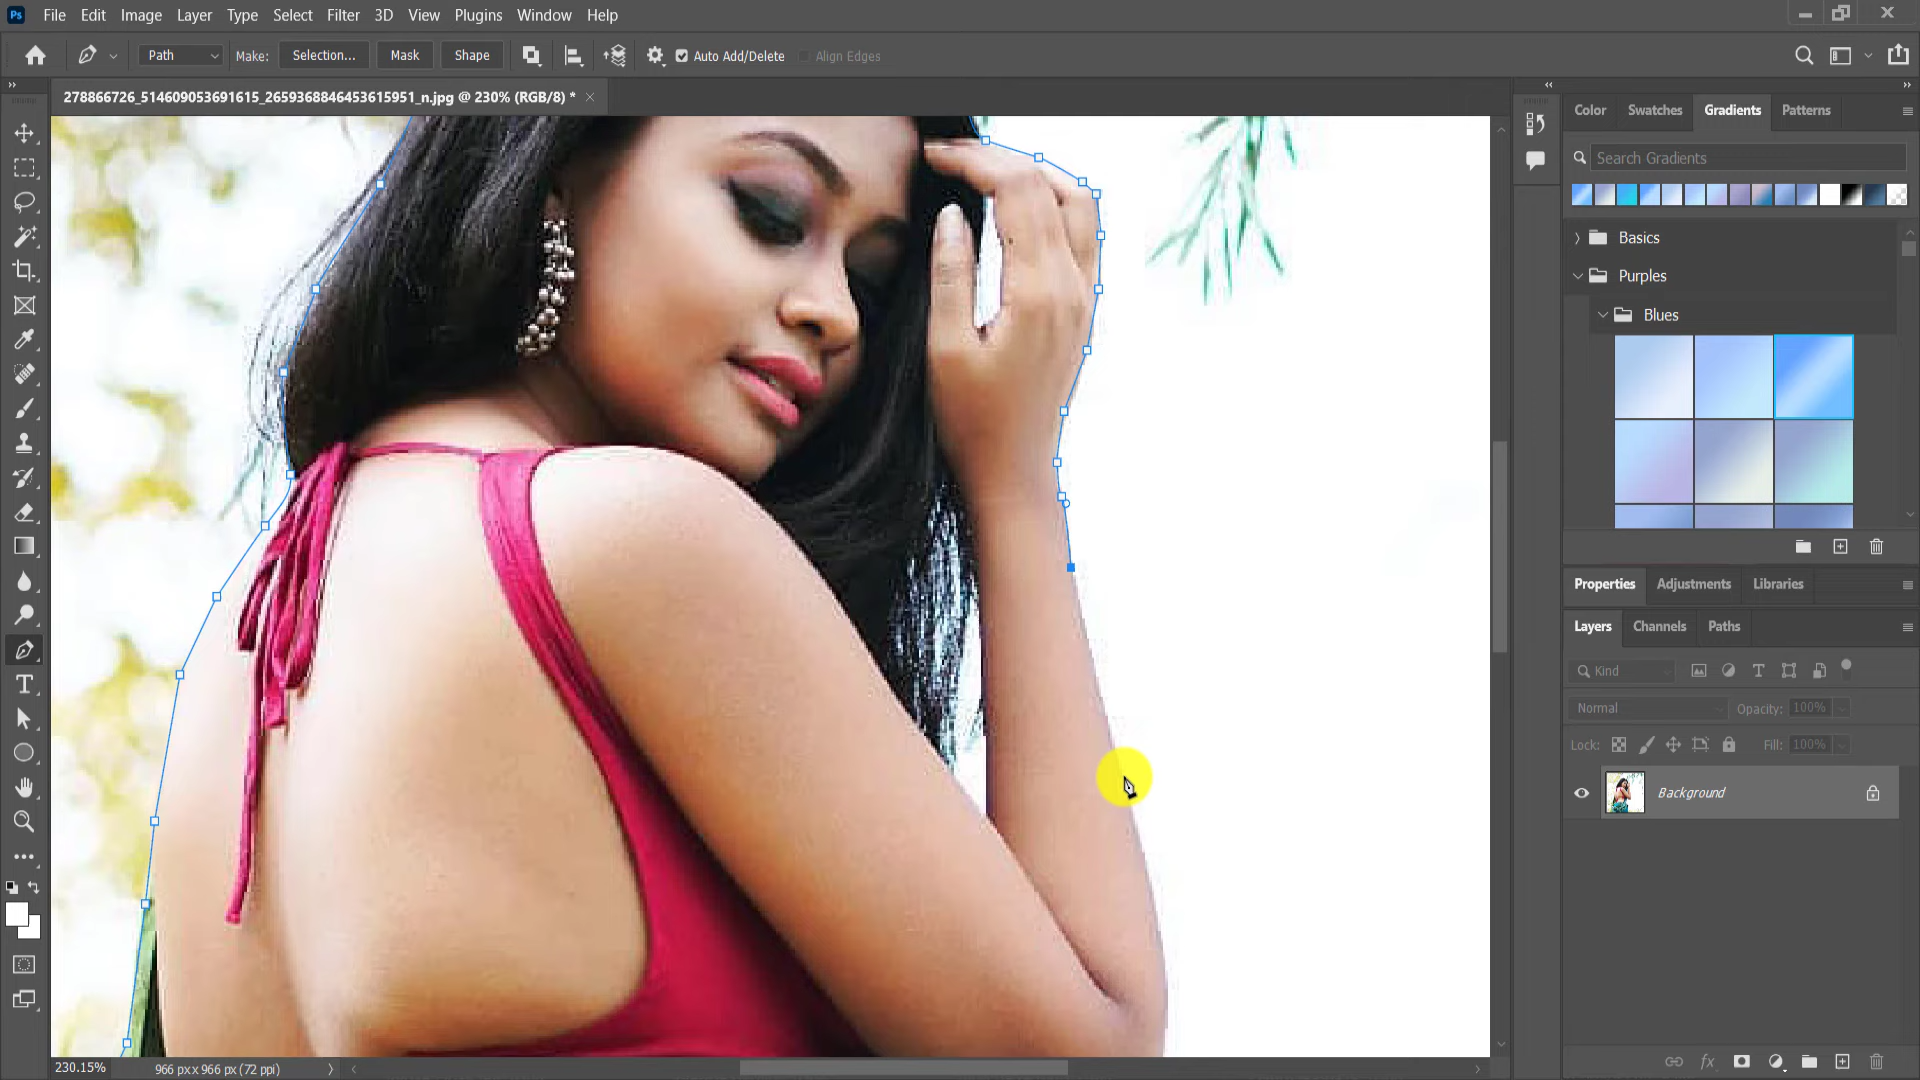 Ps File Edit Image Layer Type Select Filter 3D View Plugins Window Help
Path Make: Selection... Mask Shape Auto Add/Delete Align Edges
278866726_514609053691615_2659368846453615951_n.jpg @ 230% (RGB/8) *
Color Swatches Gradients Patterns
Search Gradients
Basics
Purples
Blues
Properties Adjustments Libraries
Layers Channels Paths
Kind
Normal Opacity: 100%
Lock: Fill: 100%
Background
230.15% 966 px x 966 px (72 ppi)